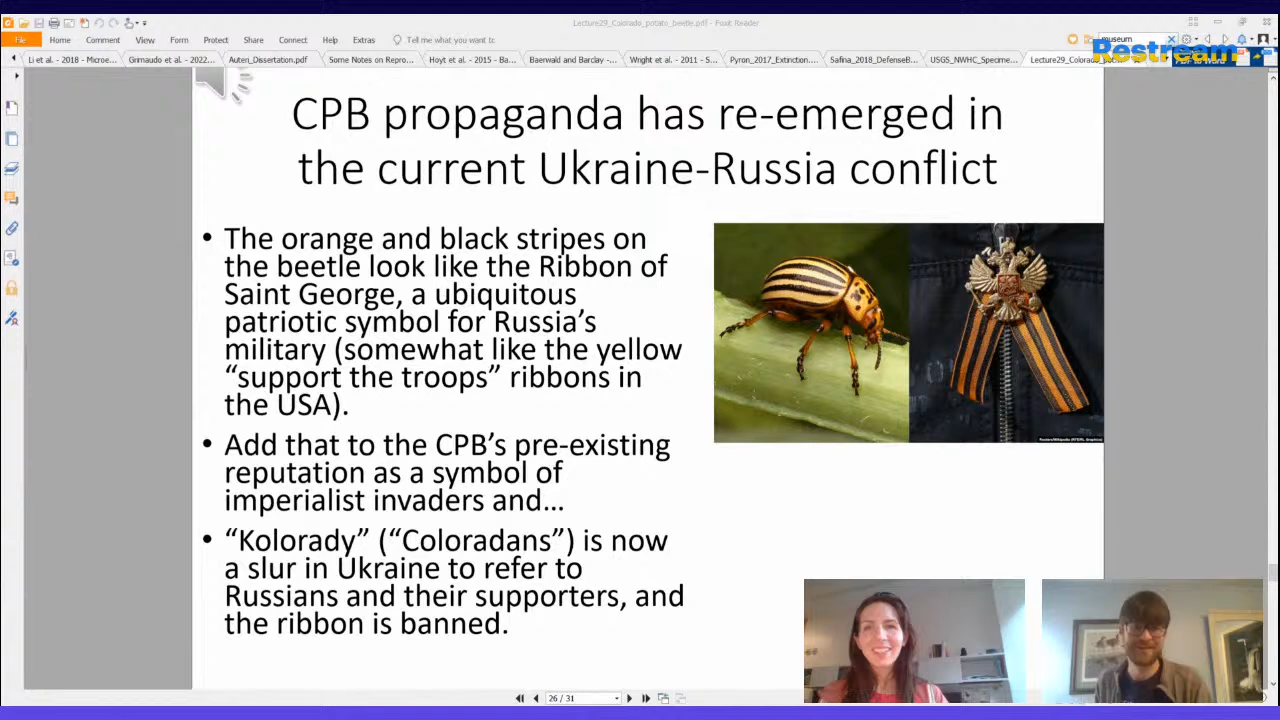 Lecture29_Colorado_potato_beetle.pdf - Foxit Reader
File Home Comment View Form Protect Share Connect Help Extras Tell me what you want to museum
Restream
Li et al. - 2018 - Micree... Grimaudo et al. - 2022... Auten_Dissertation.pdf Some Notes on Repro... Hoyt et al. - Baerwald and Barclay -... Wright et al. - 2011 - S... Pyron_2017_Extinction... Safina_2018_DefenseB... USGS_NWHC_Specime...
PDF to Word
CPB propaganda has re-emerged in
the current Ukraine-Russia conflict
• The orange and black stripes on
the beetle look like the Ribbon of
Saint George, a ubiquitous
patriotic symbol for Russia's
military (somewhat like the yellow
“support the troops” ribbons in
the USA).
• Add that to the CPB's pre-existing
reputation as a symbol of
imperialist invaders and…
• “Kolorady” (“Coloradans”) is now
a slur in Ukraine to refer to
Russians and their supporters, and
the ribbon is banned.
26 / 31